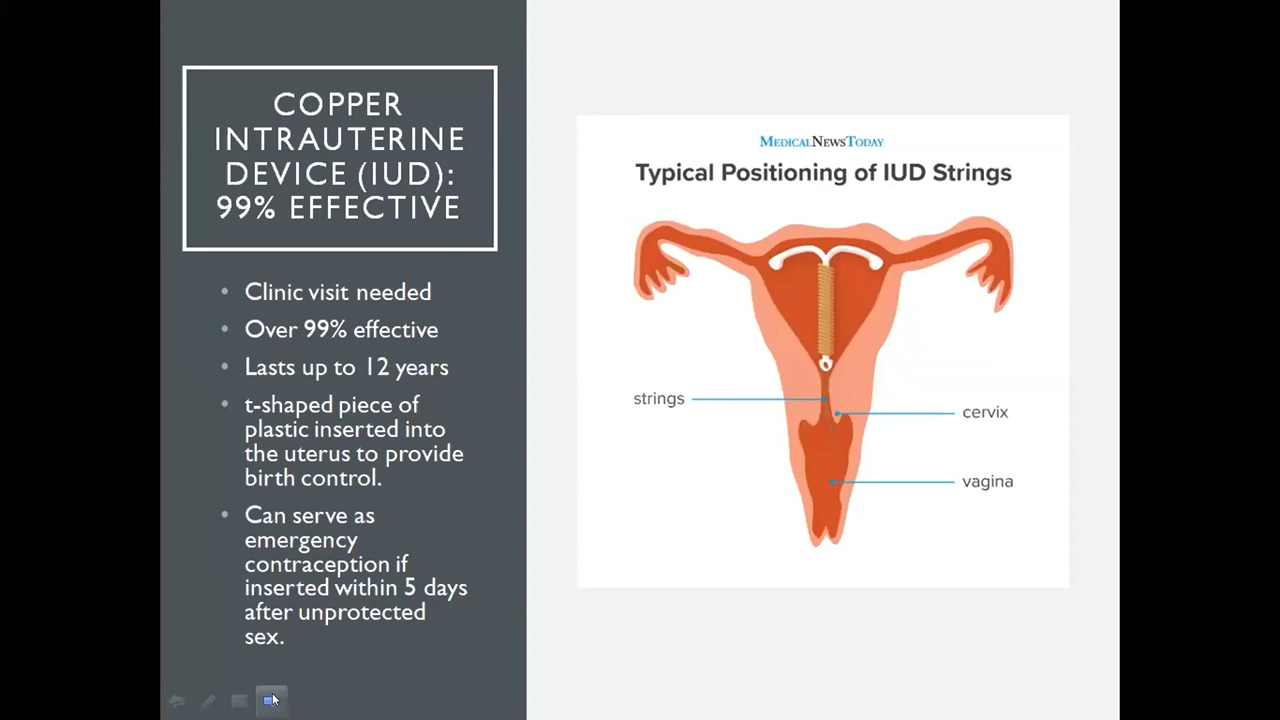 COPPER
INTRAUTERINE
DEVICE (IUD):
99% EFFECTIVE
• Clinic visit needed
• Over 99% effective
• Lasts up to 12 years
• t-shaped piece of
plastic inserted into
the uterus to provide
birth control.
• Can serve as
emergency
contraception if
inserted within 5 days
after unprotected
sex.
MEDICALNEWSTODAY
Typical Positioning of IUD Strings
strings
cervix
vagina